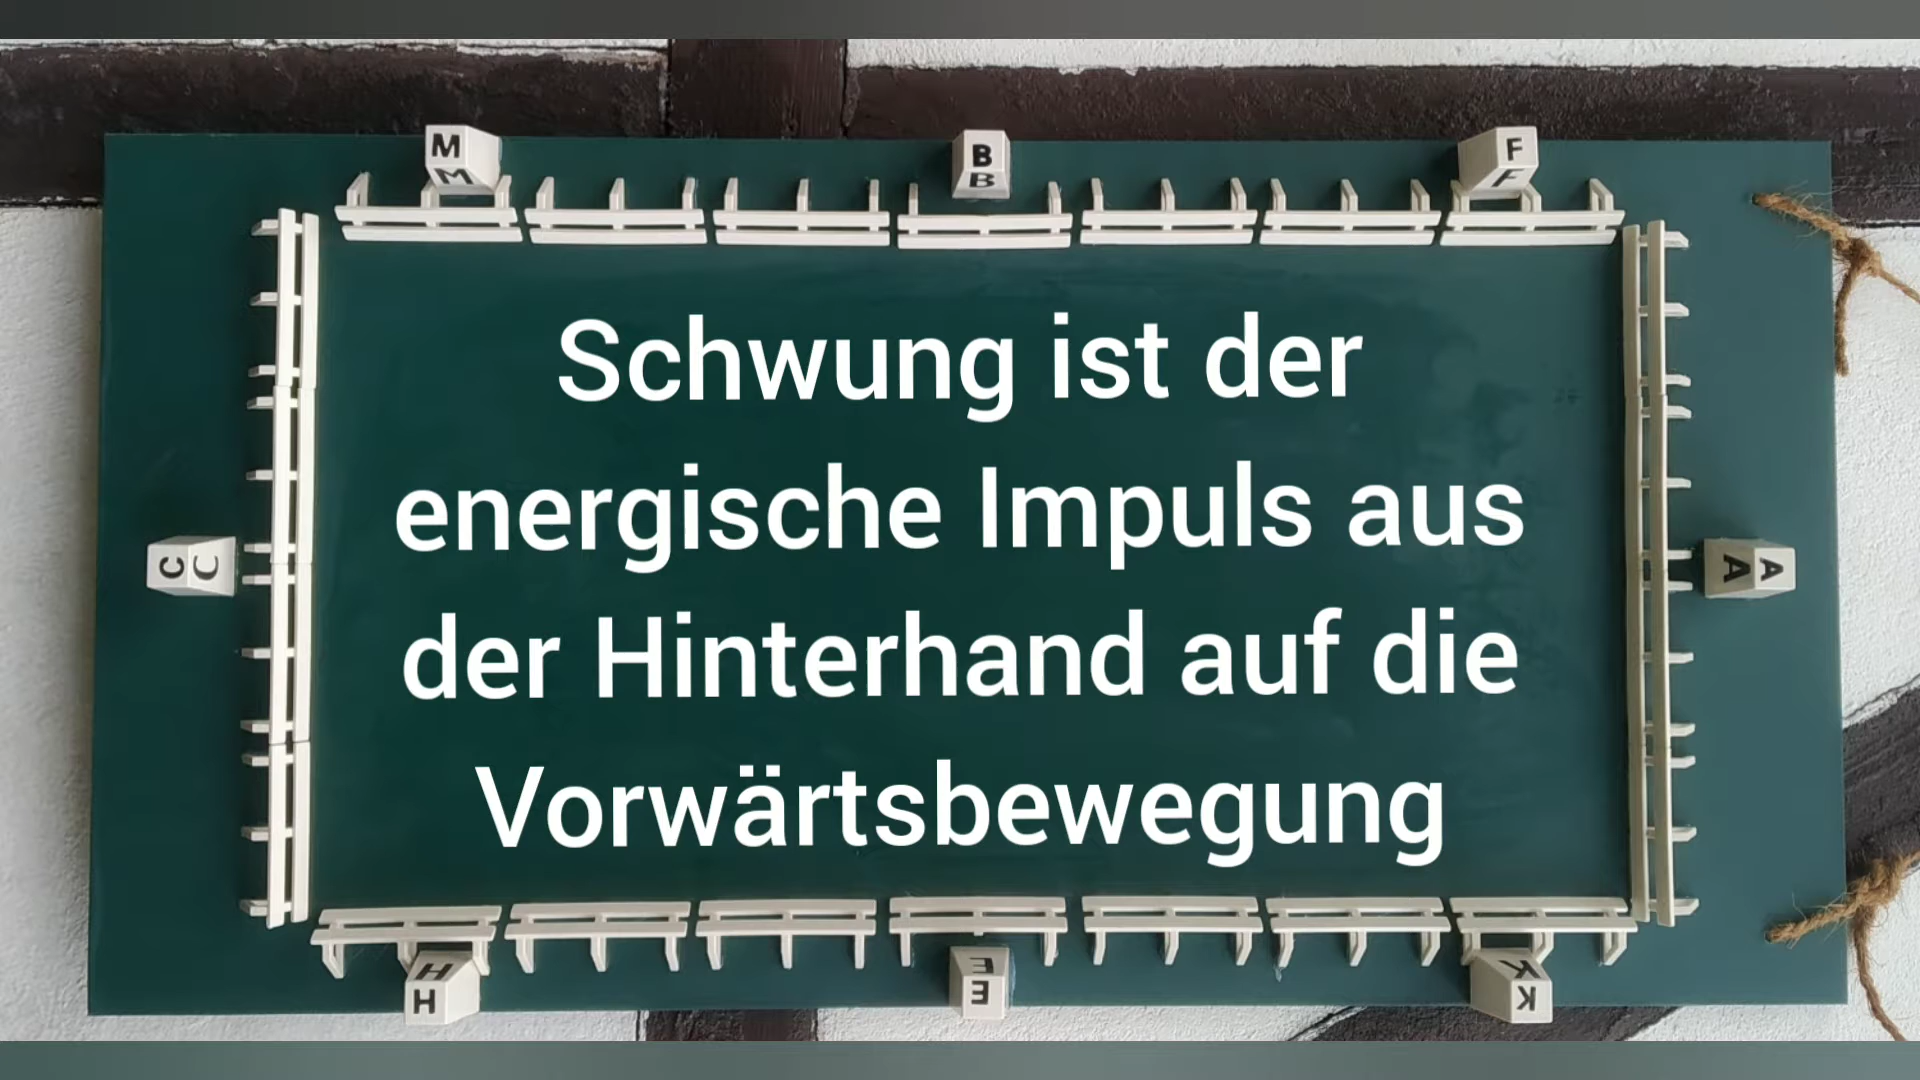 M
M
B
B
F
F
Schwung ist der
energische Impuls aus
C
C
A
A
der Hinterhand auf die
Vorwärtsbewegung
H
H
E
E
K
K